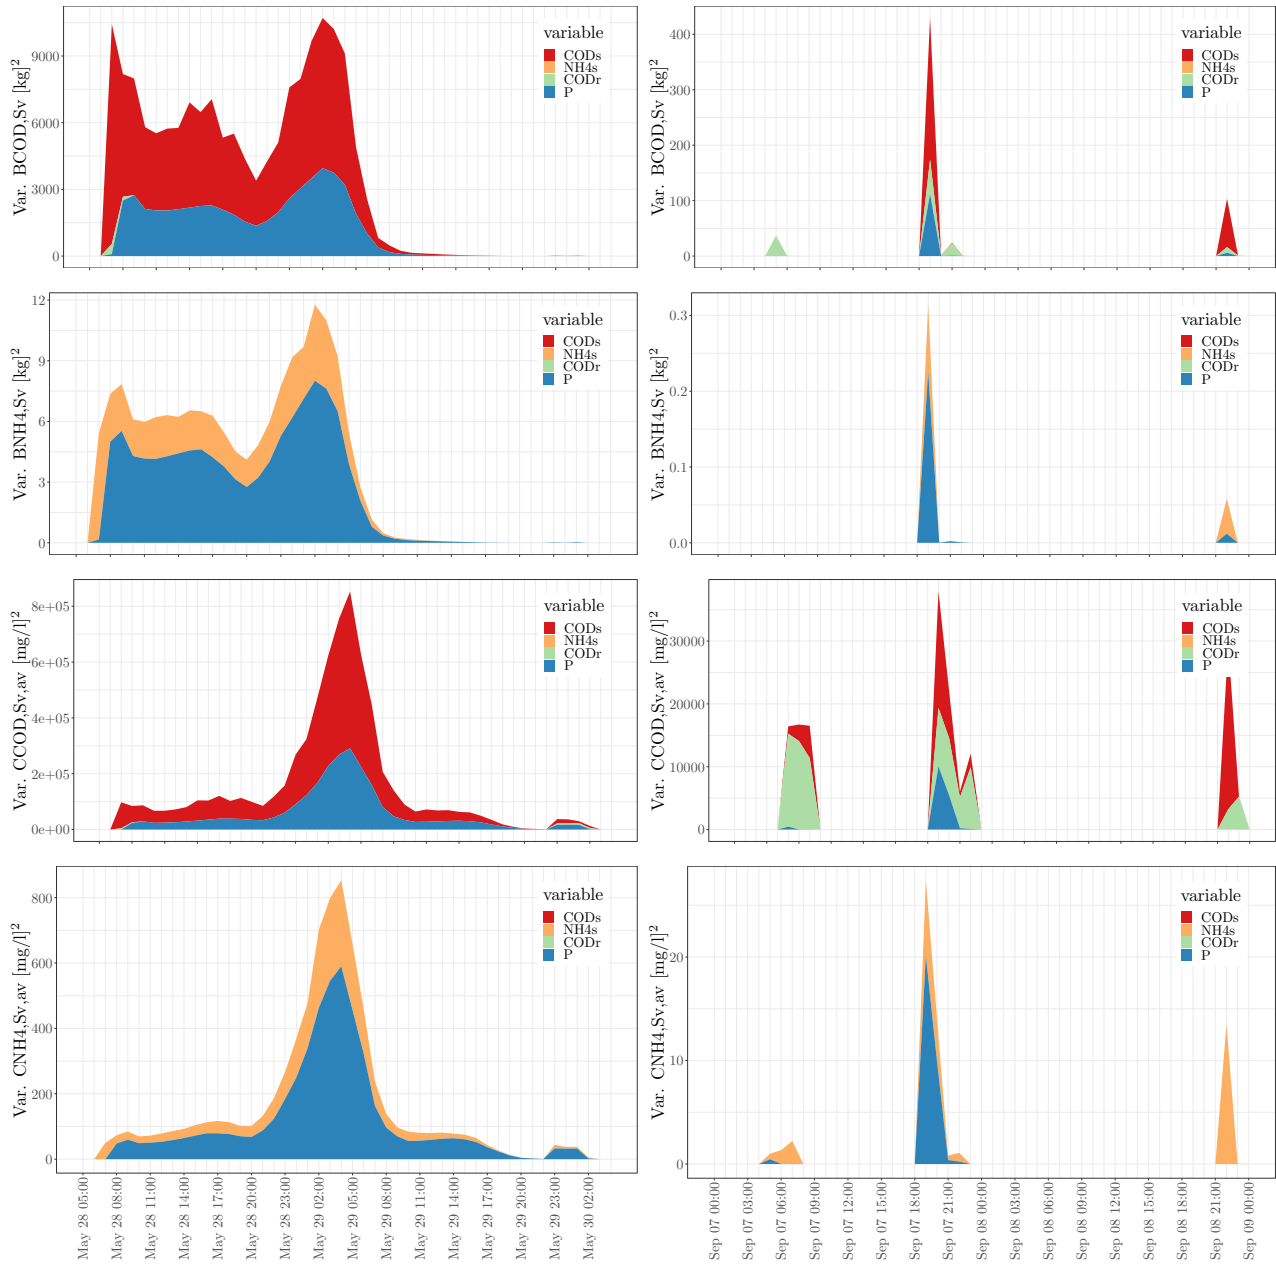 Var. BCOD,Sv [kg]²
9000
6000
3000
0
variable
CODs
NH4s
CODr
P
Var. BCOD,Sv [kg]²
400
300
200
100
0
variable
CODs
NH4s
CODr
P
Var. BNH4,Sv [kg]²
12
9
6
3
0
variable
CODs
NH4s
CODr
P
Var. BNH4,Sv [kg]²
0.3
0.2
0.1
0.0
variable
CODs
NH4s
CODr
P
Var. CCOD,Sv,av [mg/l]²
8e+05
6e+05
4e+05
2e+05
0e+00
variable
CODs
NH4s
CODr
P
Var. CCOD,Sv,av [mg/l]²
30000
20000
10000
0
variable
CODs
NH4s
CODr
P
Var. CNH4,Sv,av [mg/l]²
800
600
400
200
0
variable
CODs
NH4s
CODr
P
May 28 05:00
May 28 08:00
May 28 11:00
May 28 14:00
May 28 17:00
May 28 20:00
May 28 23:00
May 29 02:00
May 29 05:00
May 29 08:00
May 29 11:00
May 29 14:00
May 29 17:00
May 29 20:00
May 29 23:00
May 30 02:00
Var. CNH4,Sv,av [mg/l]²
20
10
0
variable
CODs
NH4s
CODr
P
Sep 07 00:00
Sep 07 03:00
Sep 07 06:00
Sep 07 09:00
Sep 07 12:00
Sep 07 15:00
Sep 07 18:00
Sep 07 21:00
Sep 08 00:00
Sep 08 03:00
Sep 08 06:00
Sep 08 09:00
Sep 08 12:00
Sep 08 15:00
Sep 08 18:00
Sep 08 21:00
Sep 09 00:00